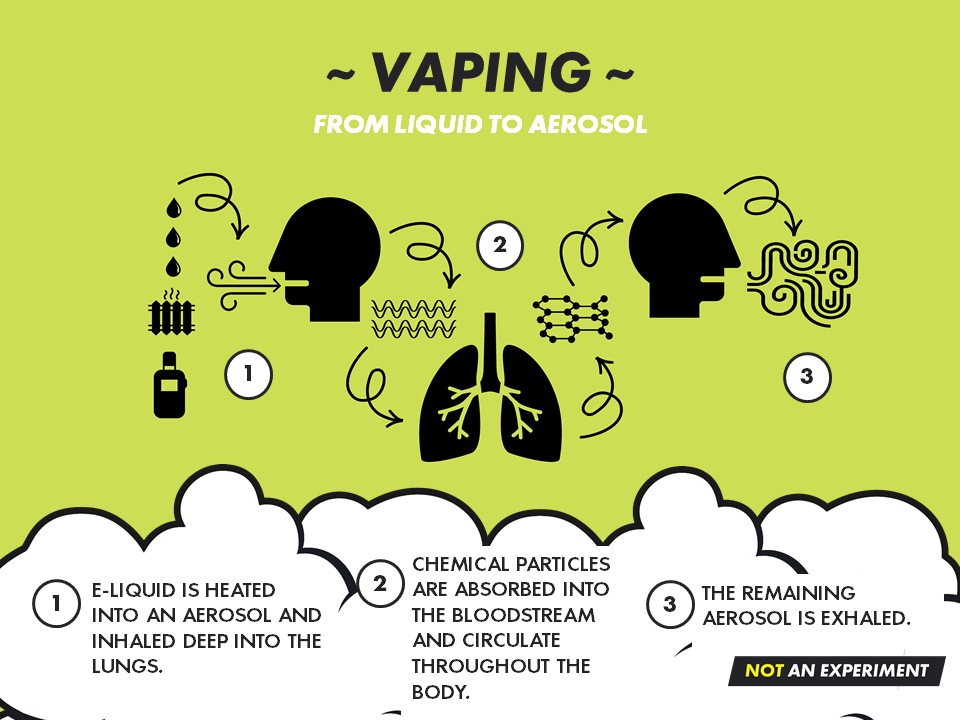 ~ VAPING ~
FROM LIQUID TO AEROSOL
2
1
3
1
E-LIQUID IS HEATED
INTO AN AEROSOL AND
INHALED DEEP INTO THE
LUNGS.
2
CHEMICAL PARTICLES
ARE ABSORBED INTO
THE BLOODSTREAM
AND CIRCULATE
THROUGHOUT THE
BODY.
3
THE REMAINING
AEROSOL IS EXHALED.
NOT AN EXPERIMENT